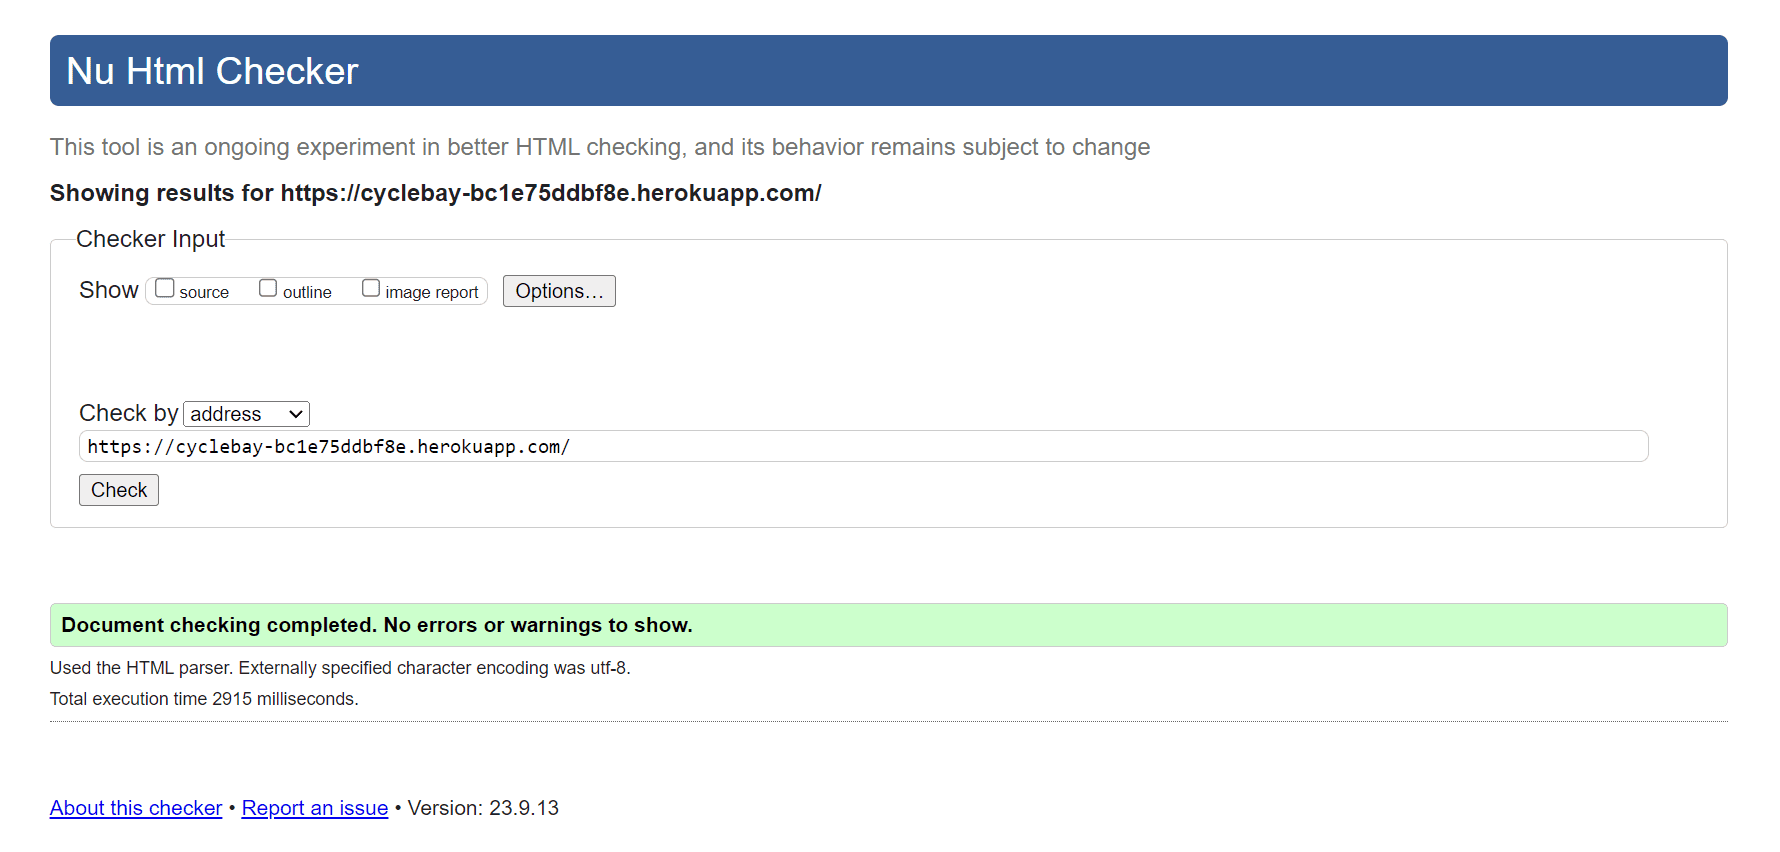 Nu Html Checker
This tool is an ongoing experiment in better HTML checking, and its behavior remains subject to change
Showing results for https://cyclebay-bc1e75ddbf8e.herokuapp.com/
Checker Input
Show source outline image report Options...
Check by address
https://cyclebay-bc1e75ddbf8e.herokuapp.com/
Check
Document checking completed. No errors or warnings to show.
Used the HTML parser. Externally specified character encoding was utf-8.
Total execution time 2915 milliseconds.
About this checker • Report an issue • Version: 23.9.13